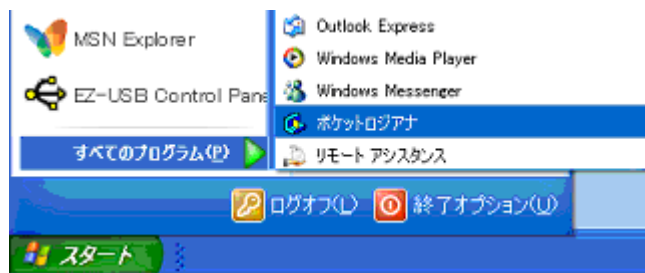 MSN Explorer
EZ-USB Control Pane
すべてのプログラム(P)
Outlook Express
Windows Media Player
Windows Messenger
ポケットロジアナ
リモート アシスタンス
ログオフ(L)
終了オプション(U)
スタート